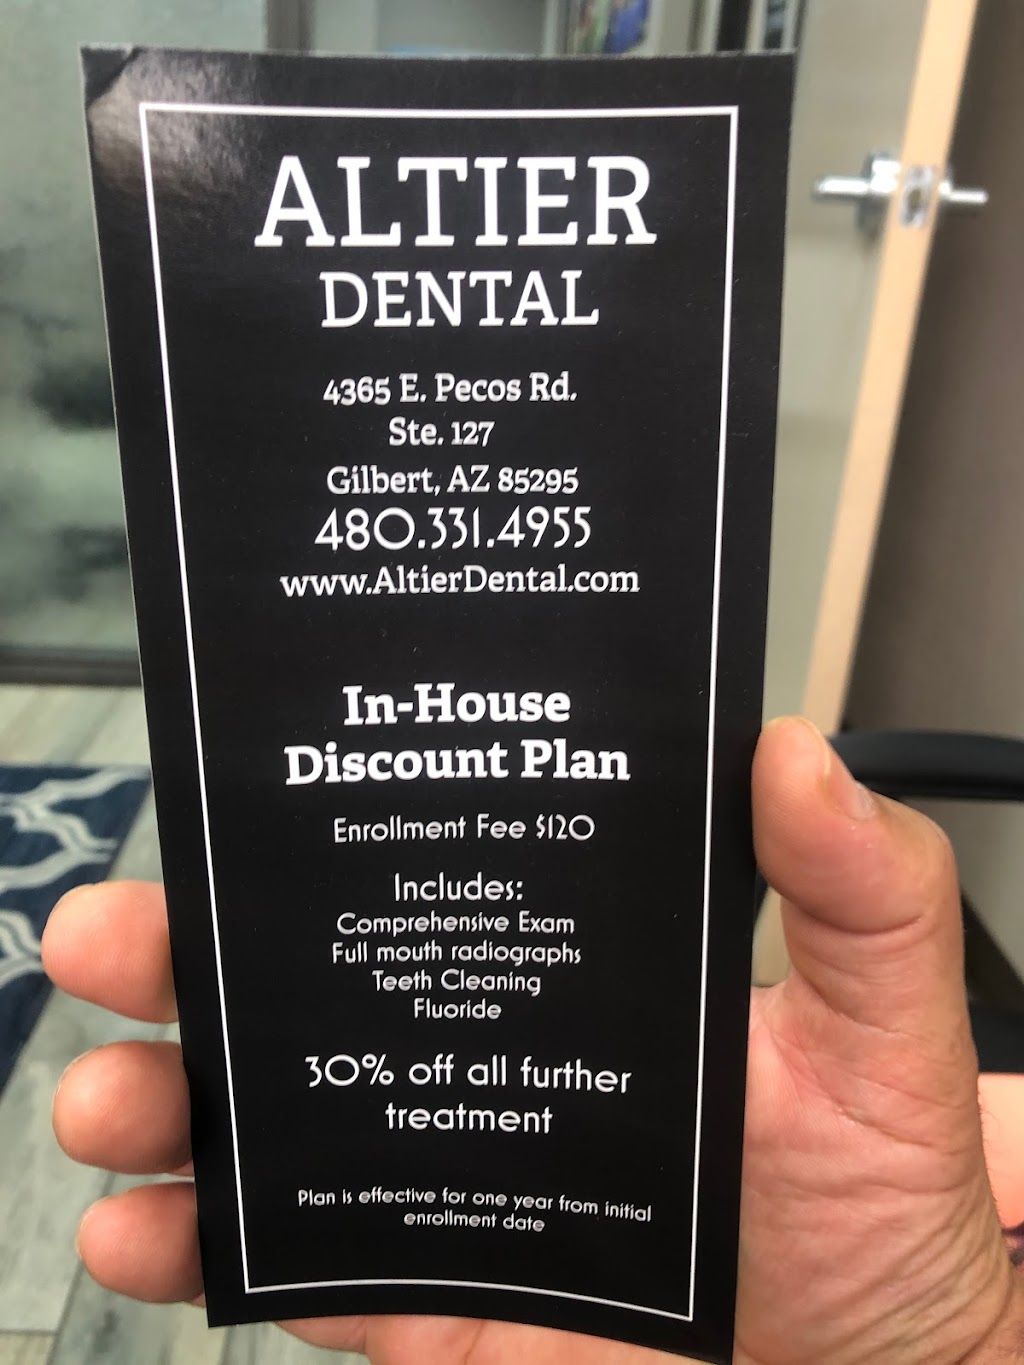 ALTIER
DENTAL
4365 E. Pecos Rd.
Ste. 127
Gilbert, AZ 85295
480.331.4955
www.AltierDental.com
In-House
Discount Plan
Enrollment Fee $120
Includes:
Comprehensive Exam
Full mouth radiographs
Teeth Cleaning
Fluoride
30% off all further
treatment
Plan is effective for one year from initial
enrollment date